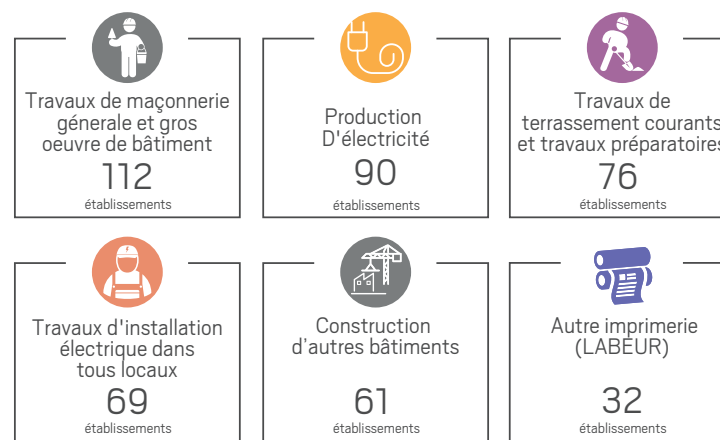 Travaux de maçonnerie
génerale et gros
oeuvre de bâtiment
112
établissements
Production
D'électricité
90
établissements
Travaux de
terrassement courants
et travaux préparatoires
76
établissements
Travaux d'installation
électrique dans
tous locaux
69
établissements
Construction
d’autres bâtiments
61
établissements
Autre imprimerie
(LABEUR)
32
établissements